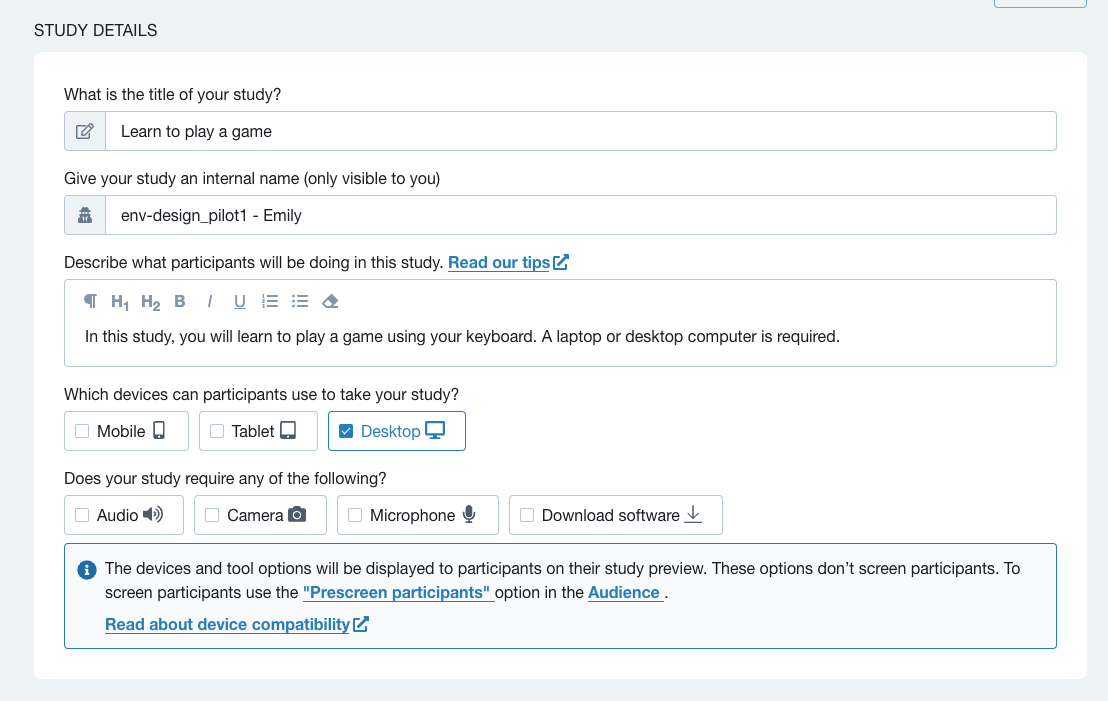 STUDY DETAILS
What is the title of your study?
Learn to play a game
Give your study an internal name (only visible to you)
env-design_pilot1 - Emily
Describe what participants will be doing in this study. Read our tips
¶ H1 H2 B I U
In this study, you will learn to play a game using your keyboard. A laptop or desktop computer is required.
Which devices can participants use to take your study?
Mobile Tablet Desktop
Does your study require any of the following?
Audio Camera Microphone Download software
The devices and tool options will be displayed to participants on their study preview. These options don’t screen participants. To
screen participants use the "Prescreen participants" option in the Audience .
Read about device compatibility